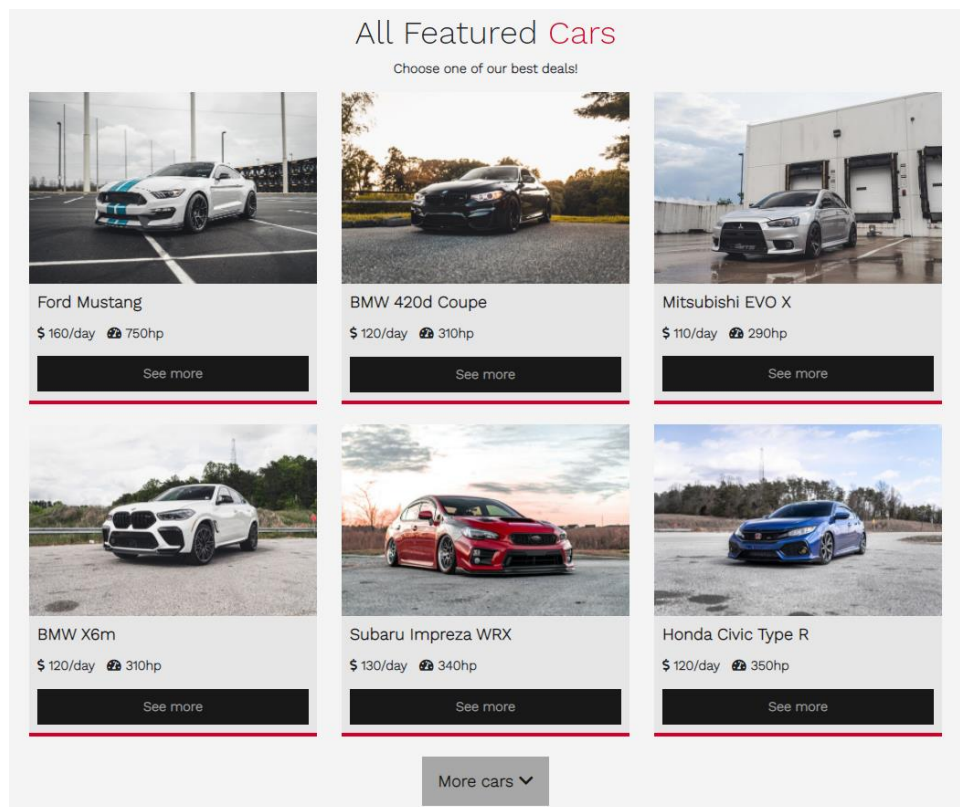 All Featured Cars
Choose one of our best deals!
Ford Mustang
$ 160/day 750hp
See more
BMW 420d Coupe
$ 120/day 310hp
See more
Mitsubishi EVO X
$ 110/day 290hp
See more
BMW X6m
$ 120/day 310hp
See more
Subaru Impreza WRX
$ 130/day 340hp
See more
Honda Civic Type R
$ 120/day 350hp
See more
More cars